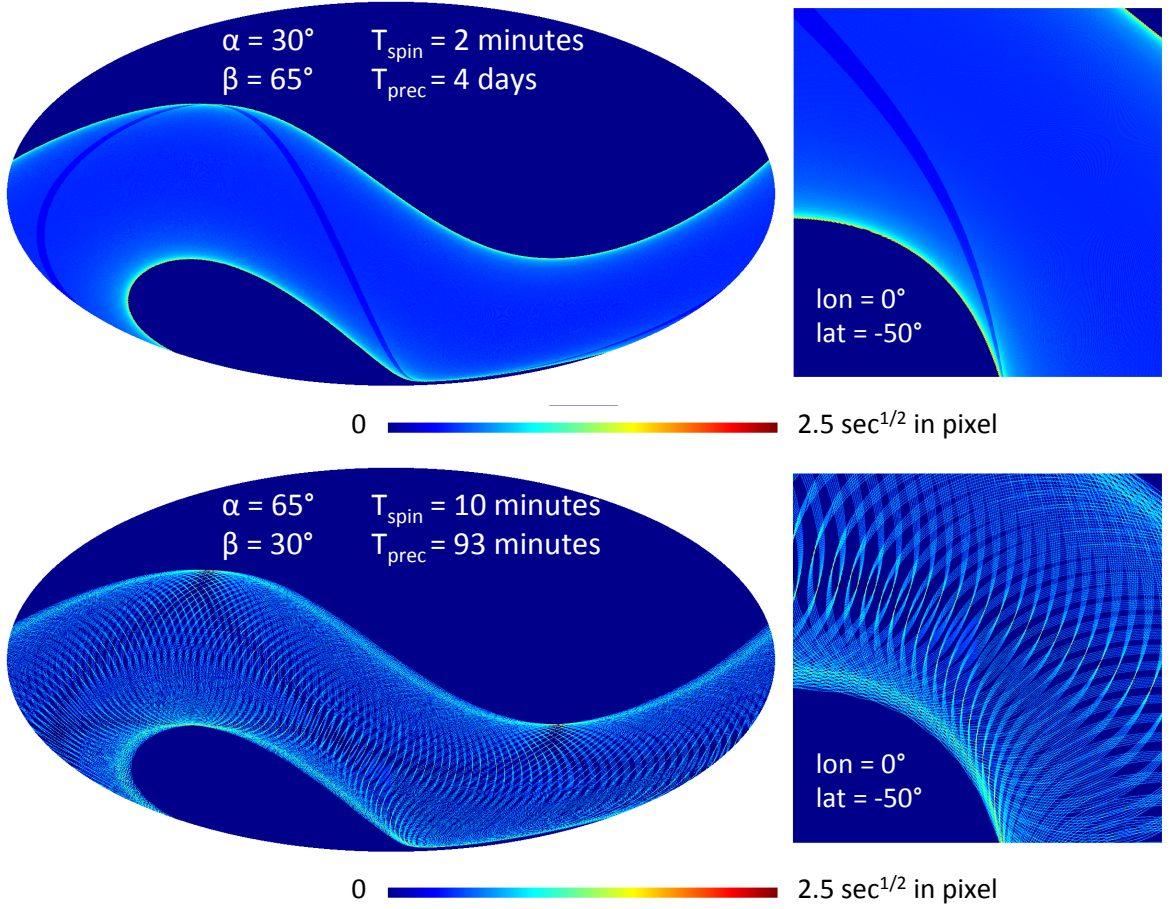 α = 30° T_spin = 2 minutes
β = 65° T_prec = 4 days
lon = 0°
lat = -50°
0 2.5 sec^1/2 in pixel
α = 65° T_spin = 10 minutes
β = 30° T_prec = 93 minutes
lon = 0°
lat = -50°
0 2.5 sec^1/2 in pixel